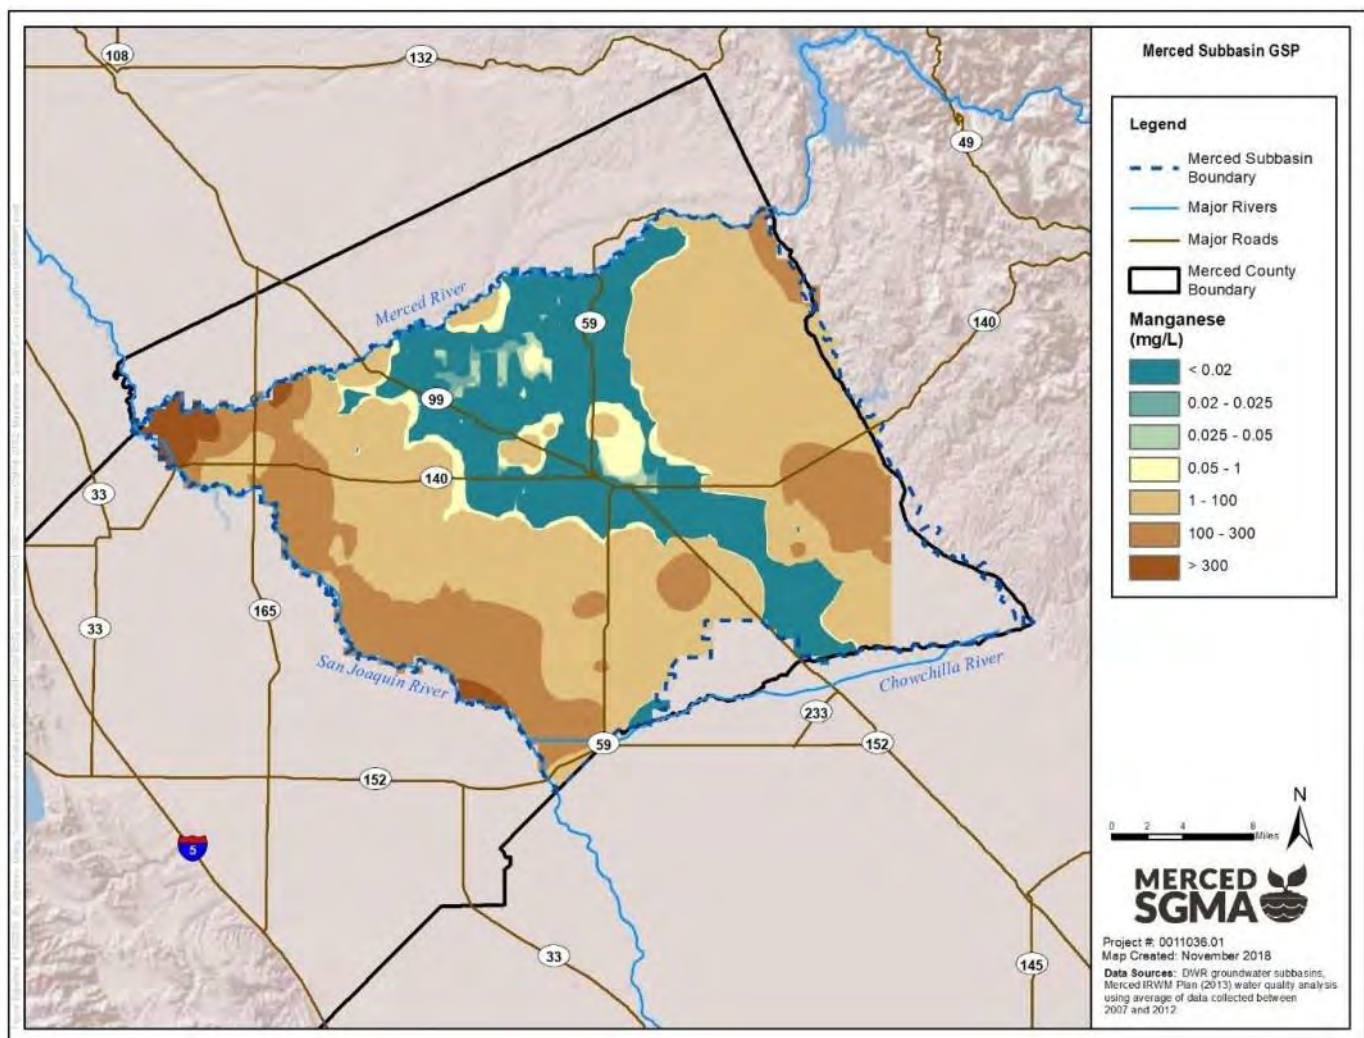 Merced Subbasin GSP
Legend
Merced Subbasin
Boundary
Major Rivers
Major Roads
Merced County
Boundary
Manganese
(mg/L)
< 0.02
0.02 - 0.025
0.025 - 0.05
0.05 - 1
1 - 100
100 - 300
> 300
108
132
49
Merced River
59
140
99
140
33
165
33
San Joaquin River
Chowchilla River
233
59
152
152
5
33
145
N
0 2 4 8
Miles
MERCED
SGMA
Project #: 0011036.01
Map Created: November 2018
Data Sources: DWR groundwater subbasins,
Merced IRWM Plan (2013) water quality analysis
using average of data collected between
2007 and 2012